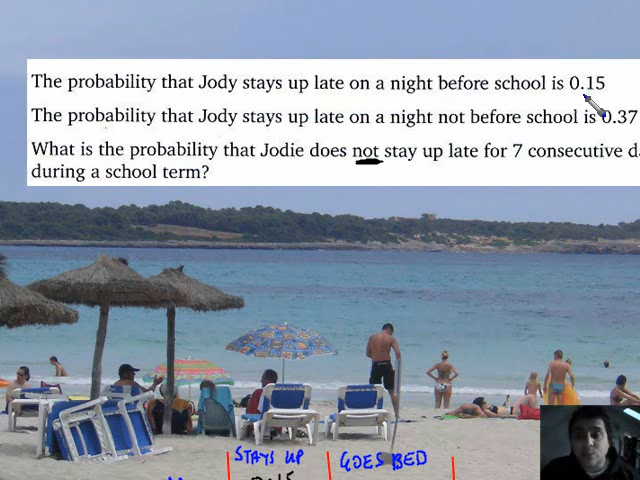 The probability that Jody stays up late on a night before school is 0.15
The probability that Jody stays up late on a night not before school is 0.37
What is the probability that Jodie does not stay up late for 7 consecutive
during a school term?
STAYS UP
GOES BED
0.15